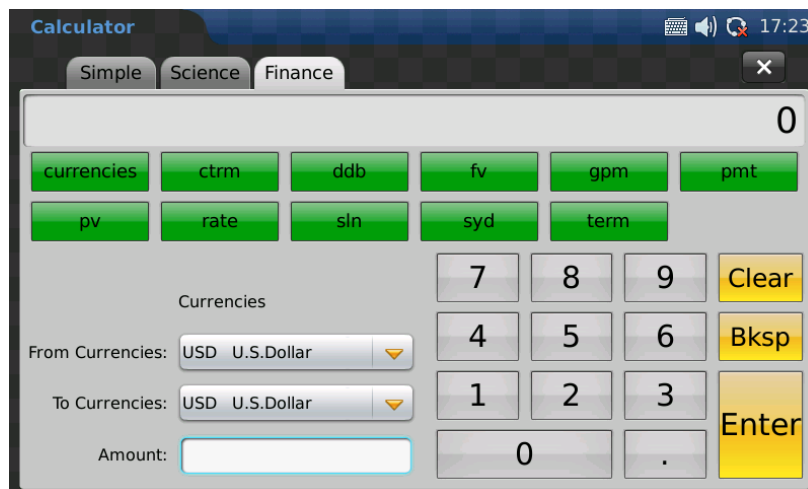 Calculator 17:23
Simple Science Finance
0
currencies ctrm ddb fv gpm pmt
pv rate sln syd term
7 8 9 Clear
Currencies
4 5 6 Bksp
From Currencies: USD U.S.Dollar
To Currencies: USD U.S.Dollar
1 2 3 Enter
Amount:
0 .